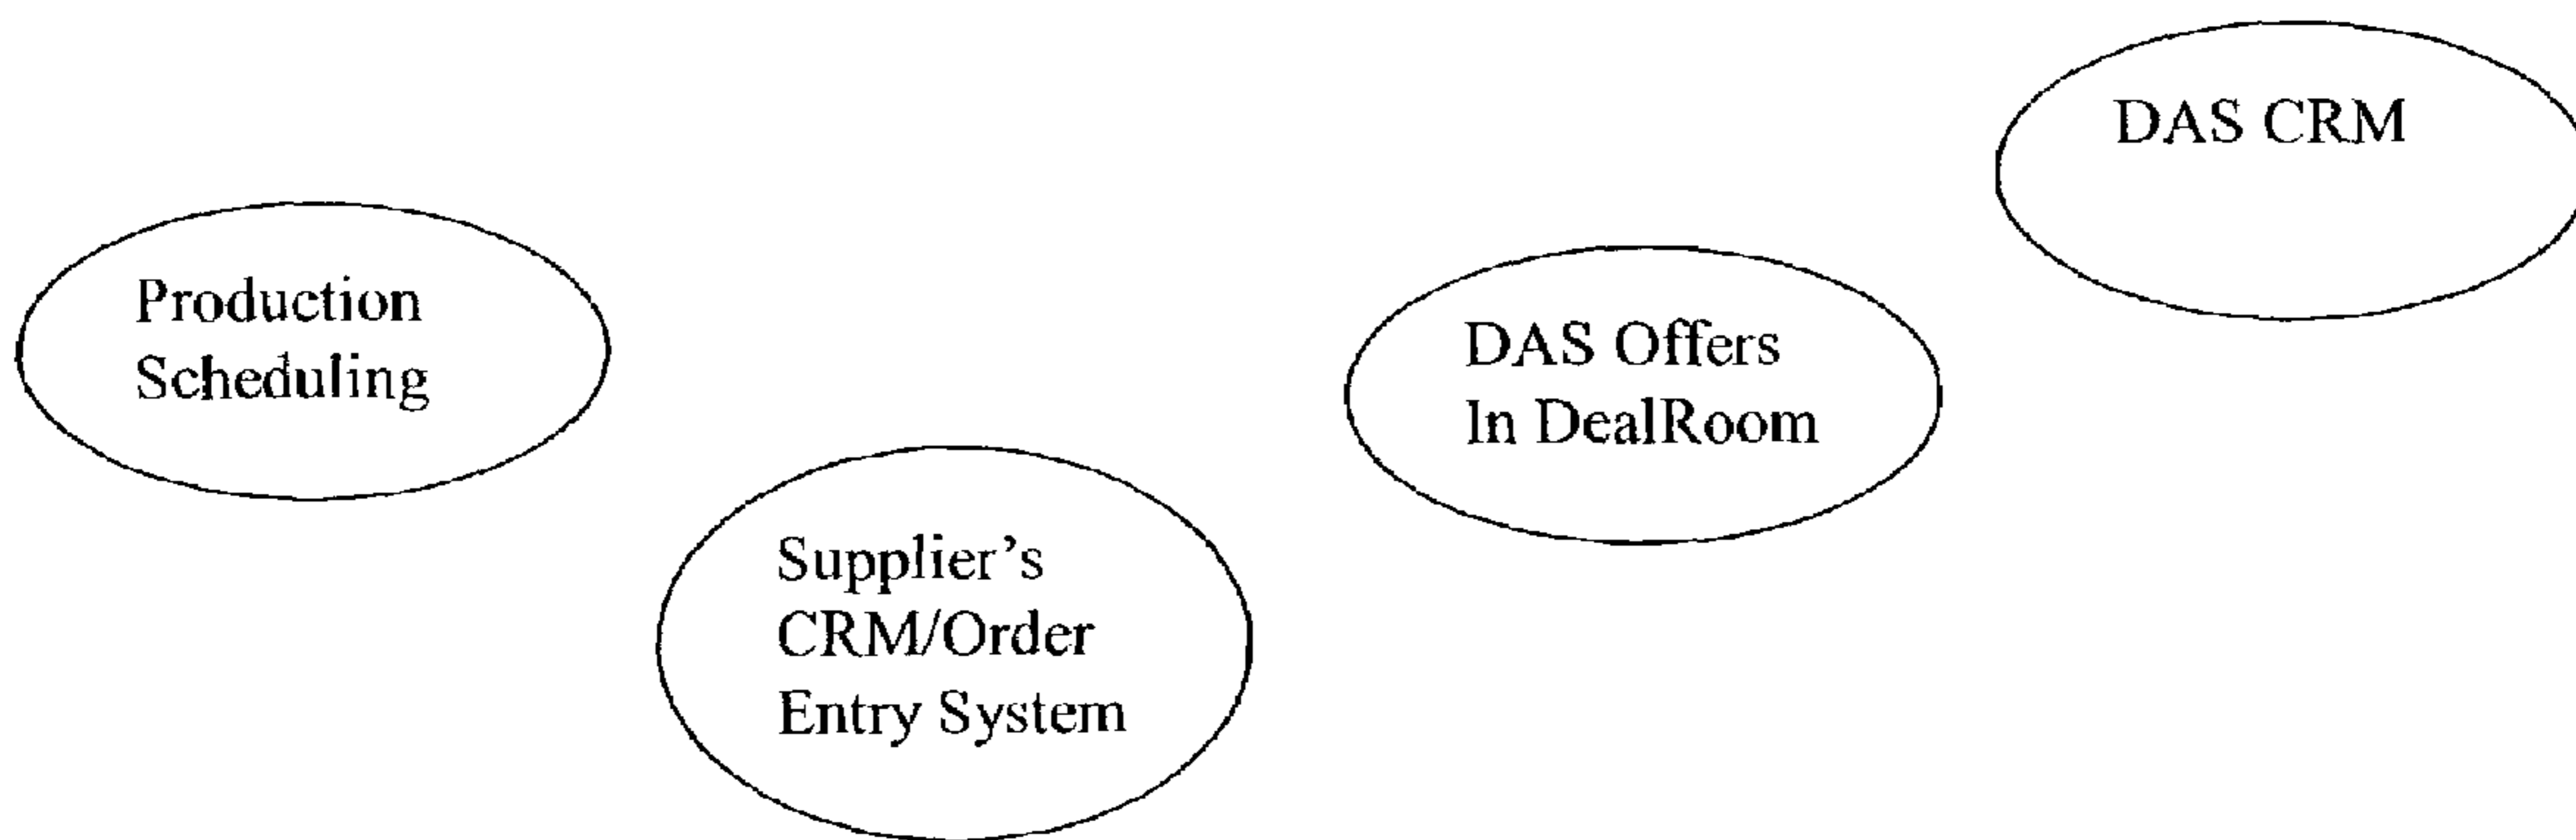 DAS CRM
Production
Scheduling
DAS Offers
In DealRoom
Supplier's
CRM/Order
Entry System